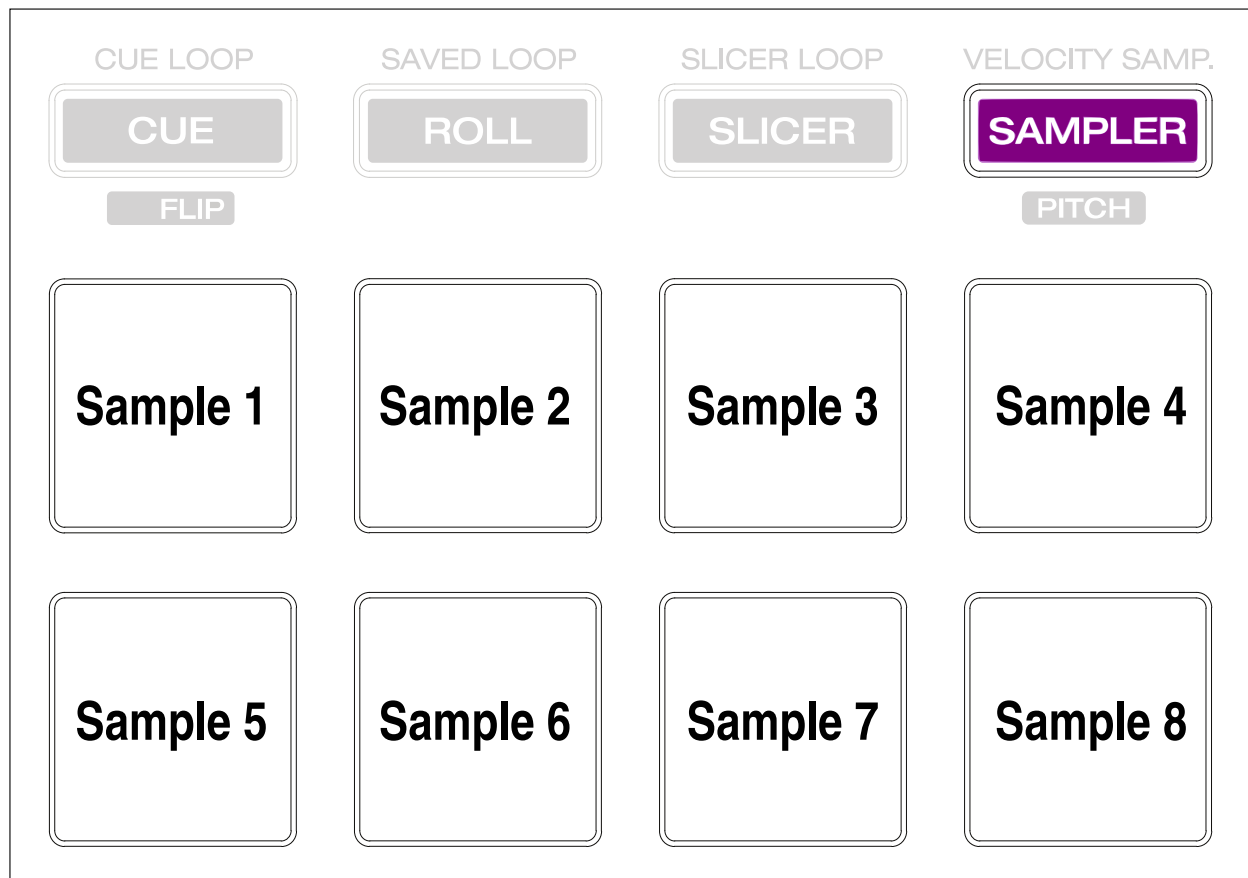 CUE LOOP SAVED LOOP SLICER LOOP VELOCITY SAMP.
CUE ROLL SLICER SAMPLER
FLIP PITCH
Sample 1 Sample 2 Sample 3 Sample 4
Sample 5 Sample 6 Sample 7 Sample 8